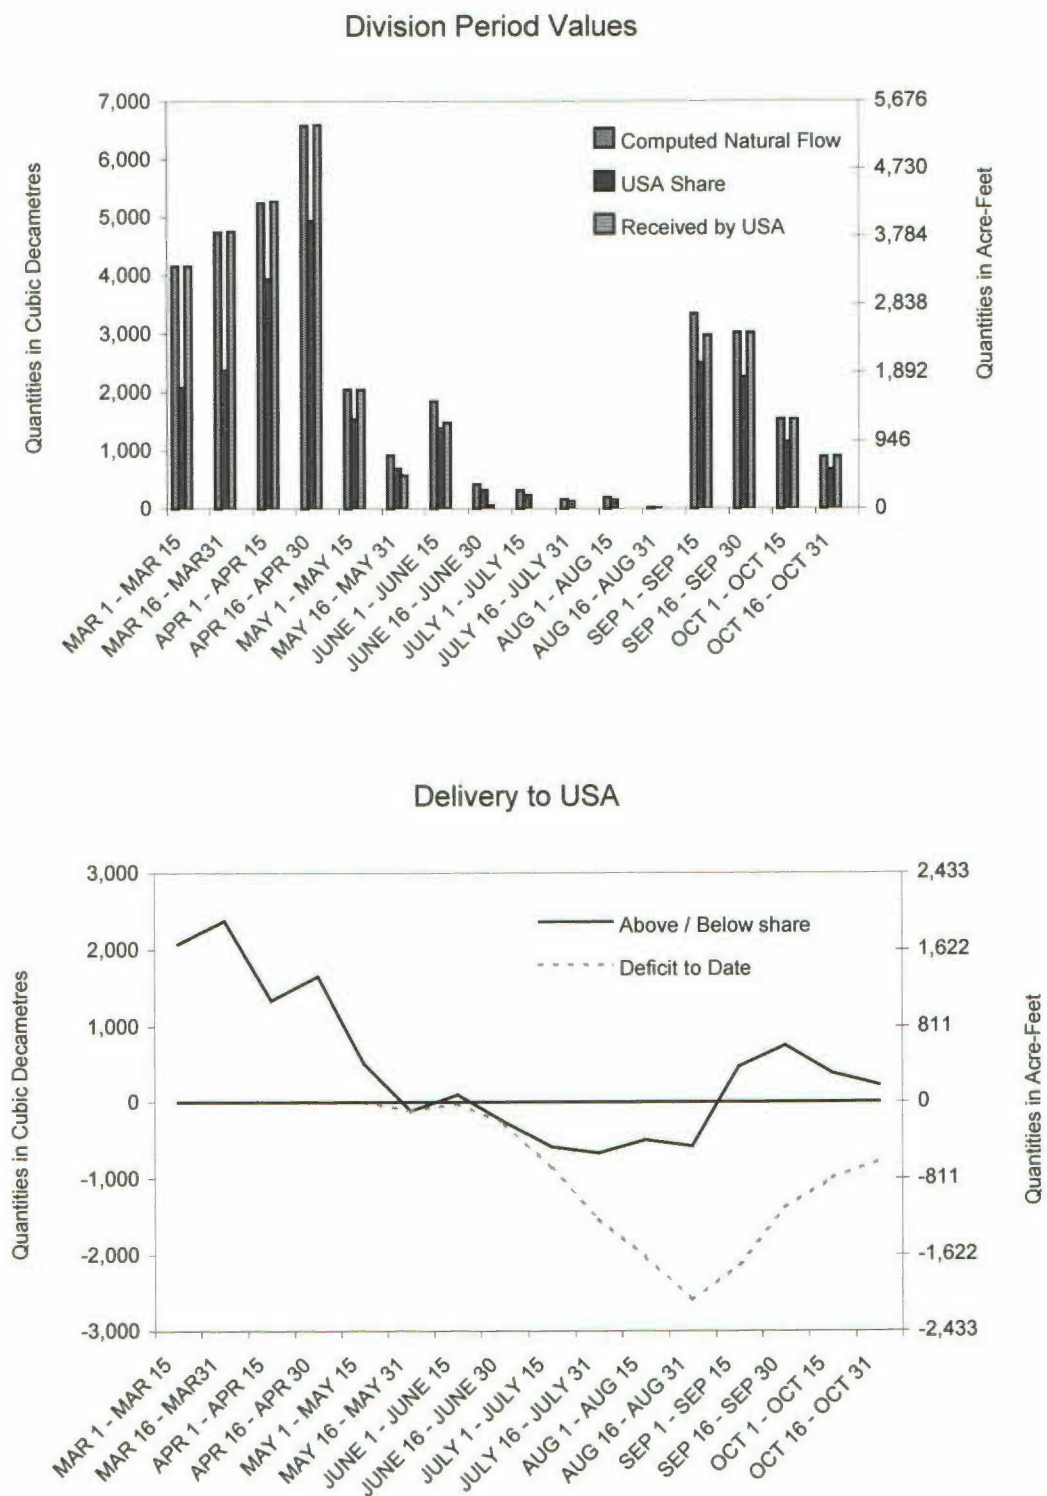 Division Period Values
Quantities in Cubic Decametres
7,000
6,000
5,000
4,000
3,000
2,000
1,000
0
Computed Natural Flow
USA Share
Received by USA
5,676
4,730
3,784
2,838
1,892
946
0
Quantities in Acre-Feet
MAR 1 - MAR 15
MAR 16 - MAR31
APR 1 - APR 15
APR 16 - APR 30
MAY 1 - MAY 15
MAY 16 - MAY 31
JUNE 1 - JUNE 15
JUNE 16 - JUNE 30
JULY 1 - JULY 15
JULY 16 - JULY 31
AUG 1 - AUG 15
AUG 16 - AUG 31
SEP 1 - SEP 15
SEP 16 - SEP 30
OCT 1 - OCT 15
OCT 16 - OCT 31
Delivery to USA
Quantities in Cubic Decametres
3,000
2,000
1,000
0
-1,000
-2,000
-3,000
Above / Below share
Deficit to Date
2,433
1,622
811
0
-811
-1,622
-2,433
Quantities in Acre-Feet
MAR 1 - MAR 15
MAR 16 - MAR31
APR 1 - APR 15
APR 16 - APR 30
MAY 1 - MAY 15
MAY 16 - MAY 31
JUNE 1 - JUNE 15
JUNE 16 - JUNE 30
JULY 1 - JULY 15
JULY 16 - JULY 31
AUG 1 - AUG 15
AUG 16 - AUG 31
SEP 1 - SEP 15
SEP 16 - SEP 30
OCT 1 - OCT 15
OCT 16 - OCT 31